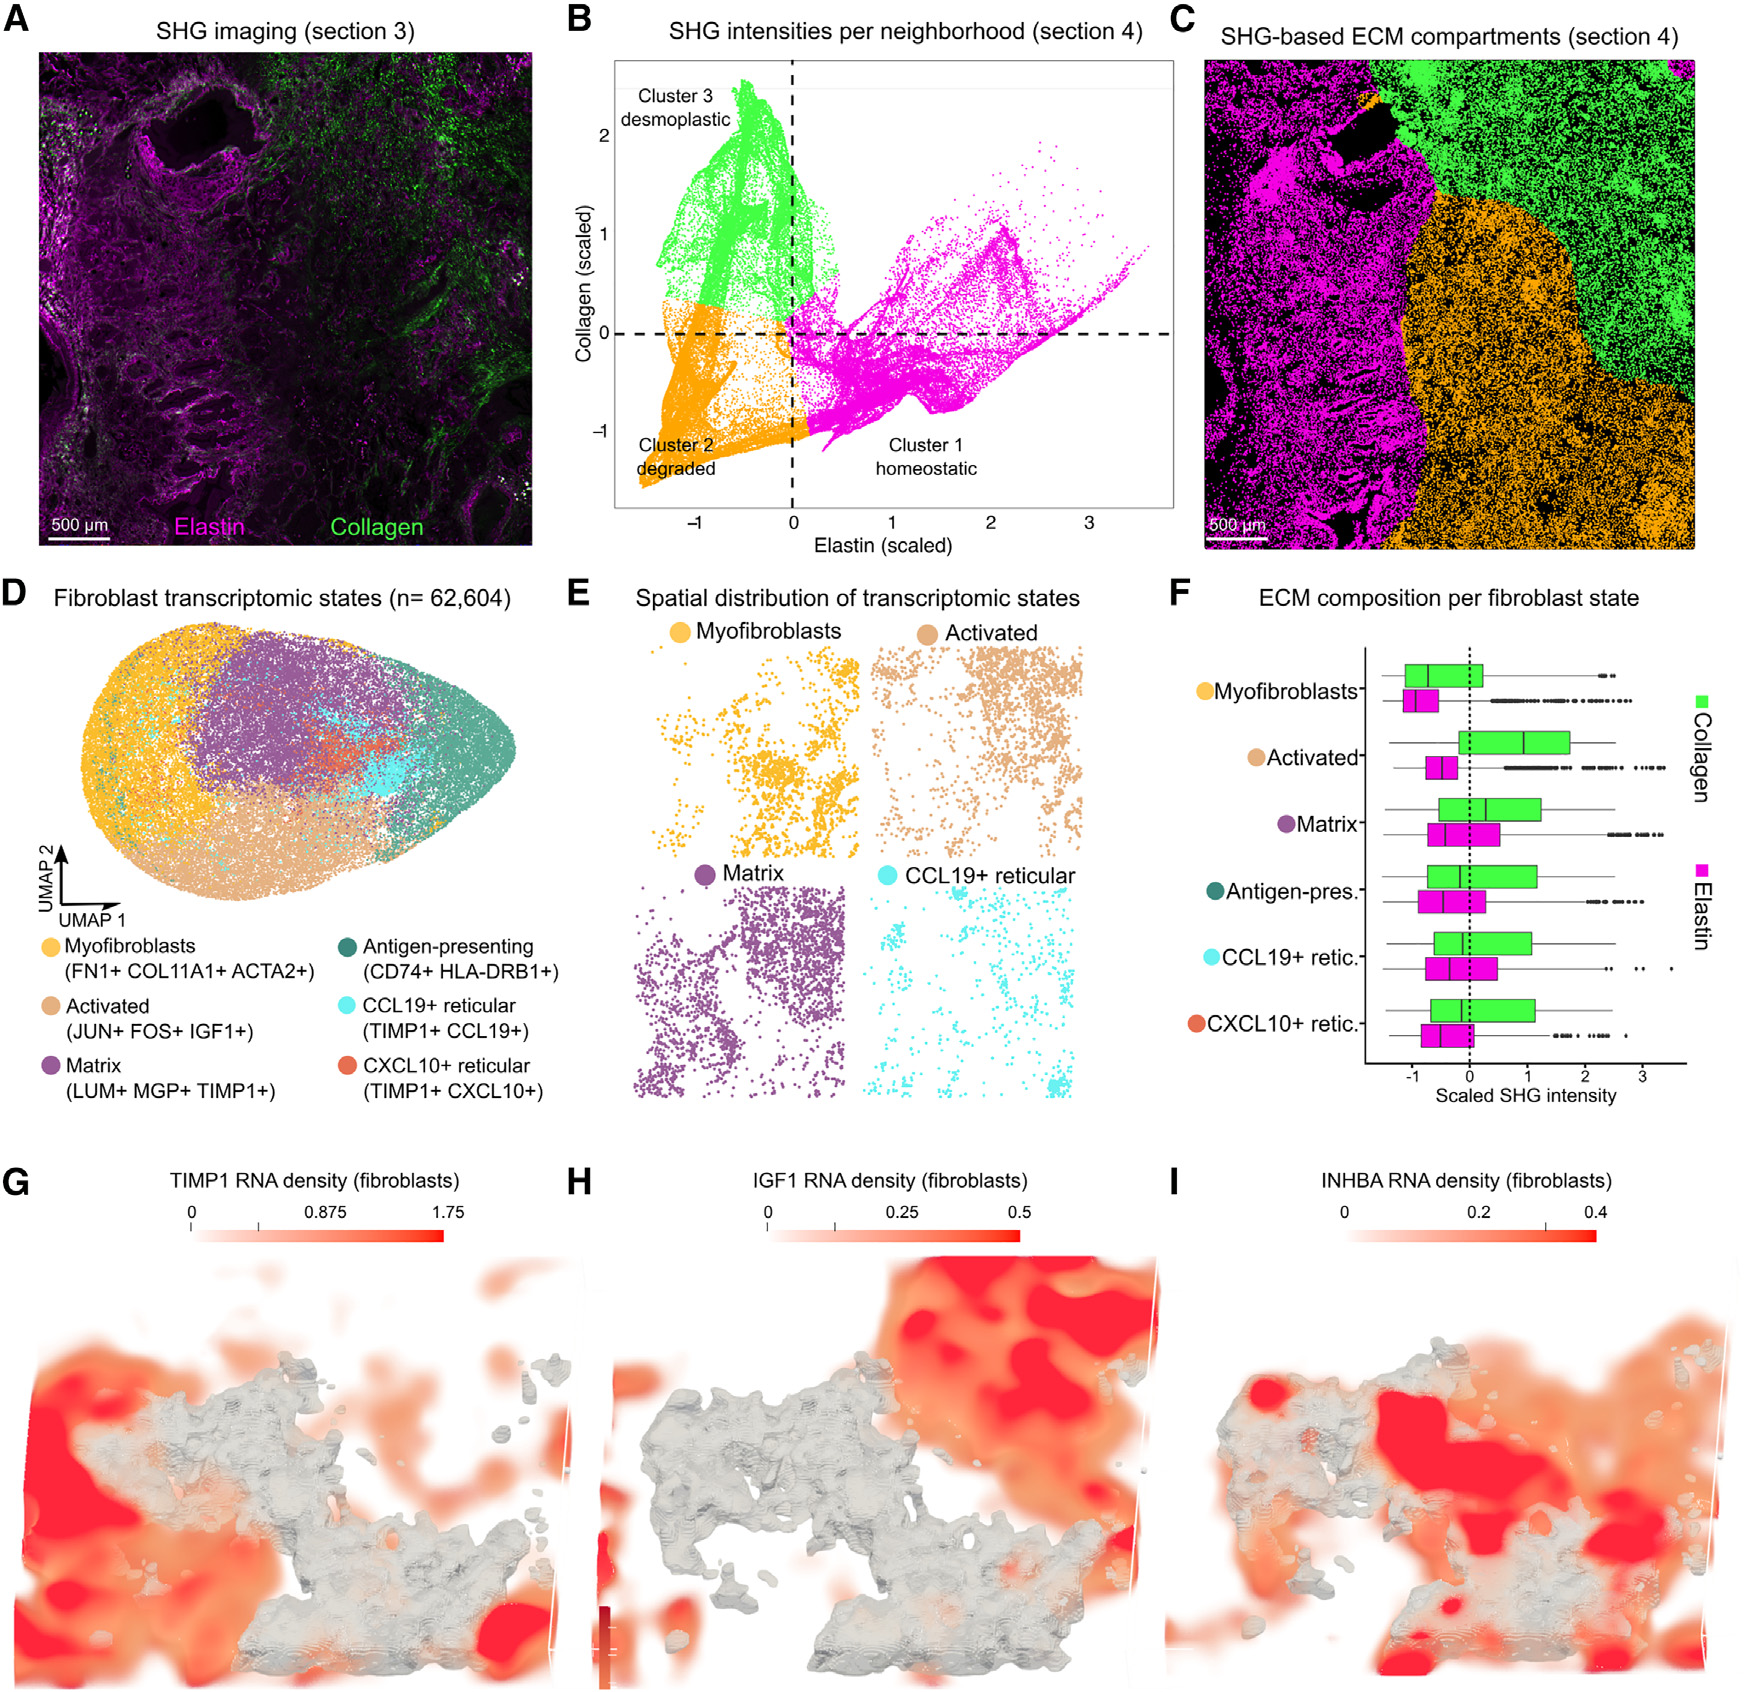 A
SHG imaging (section 3)
500 µm
Elastin
Collagen
B
SHG intensities per neighborhood (section 4)
Cluster 3
desmoplastic
Cluster 2
degraded
Cluster 1
homeostatic
Collagen (scaled)
2
1
0
–1
–1
0
1
2
3
Elastin (scaled)
C
SHG-based ECM compartments (section 4)
500 µm
D
Fibroblast transcriptomic states (n= 62,604)
UMAP 2
UMAP 1
Myofibroblasts
(FN1+ COL11A1+ ACTA2+)
Activated
(JUN+ FOS+ IGF1+)
Matrix
(LUM+ MGP+ TIMP1+)
Antigen-presenting
(CD74+ HLA-DRB1+)
CCL19+ reticular
(TIMP1+ CCL19+)
CXCL10+ reticular
(TIMP1+ CXCL10+)
E
Spatial distribution of transcriptomic states
Myofibroblasts
Activated
Matrix
CCL19+ reticular
F
ECM composition per fibroblast state
Myofibroblasts
Activated
Matrix
Antigen-pres.
CCL19+ retic.
CXCL10+ retic.
-1
0
1
2
3
Scaled SHG intensity
Collagen
Elastin
G
TIMP1 RNA density (fibroblasts)
0
0.875
1.75
H
IGF1 RNA density (fibroblasts)
0
0.25
0.5
I
INHBA RNA density (fibroblasts)
0
0.2
0.4